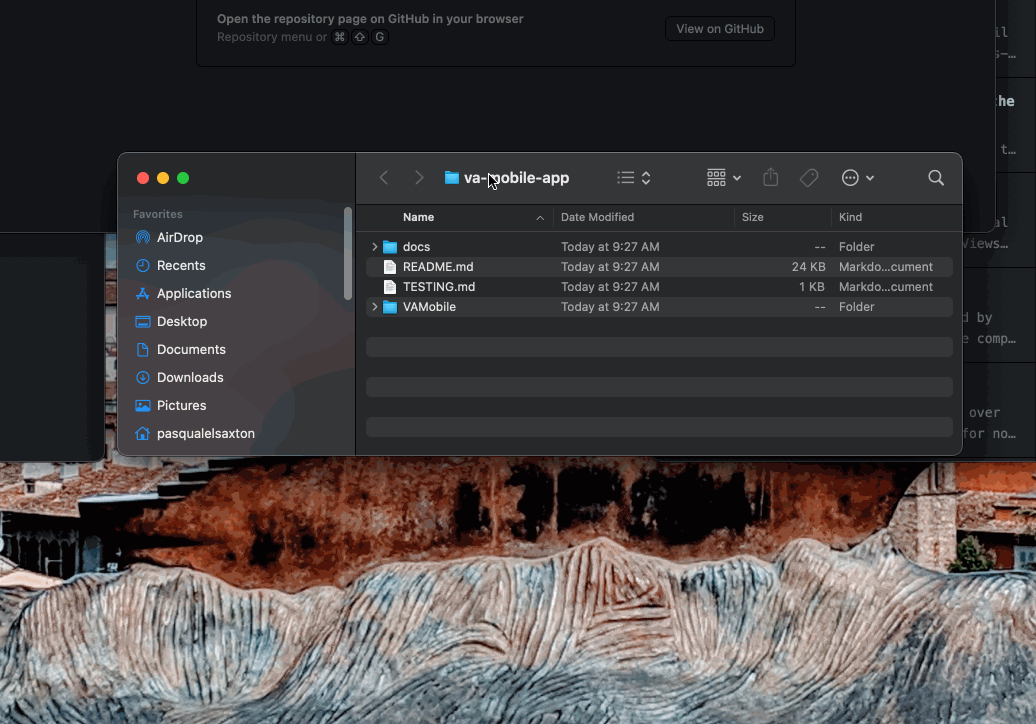 Open the repository page on GitHub in your browser
Repository menu or ⌘ ⇧ G
View on GitHub
the
va-mobile-app
Name
Date Modified
Size
Kind
docs
Today at 9:27 AM
--
Folder
README.md
Today at 9:27 AM
24 KB
Markdo...cument
TESTING.md
Today at 9:27 AM
1 KB
Markdo...cument
VAMobile
Today at 9:27 AM
--
Folder
Favorites
AirDrop
Recents
Applications
Desktop
Documents
Downloads
Pictures
pasqualelsaxton
Views…
by
comp…
over
for no…